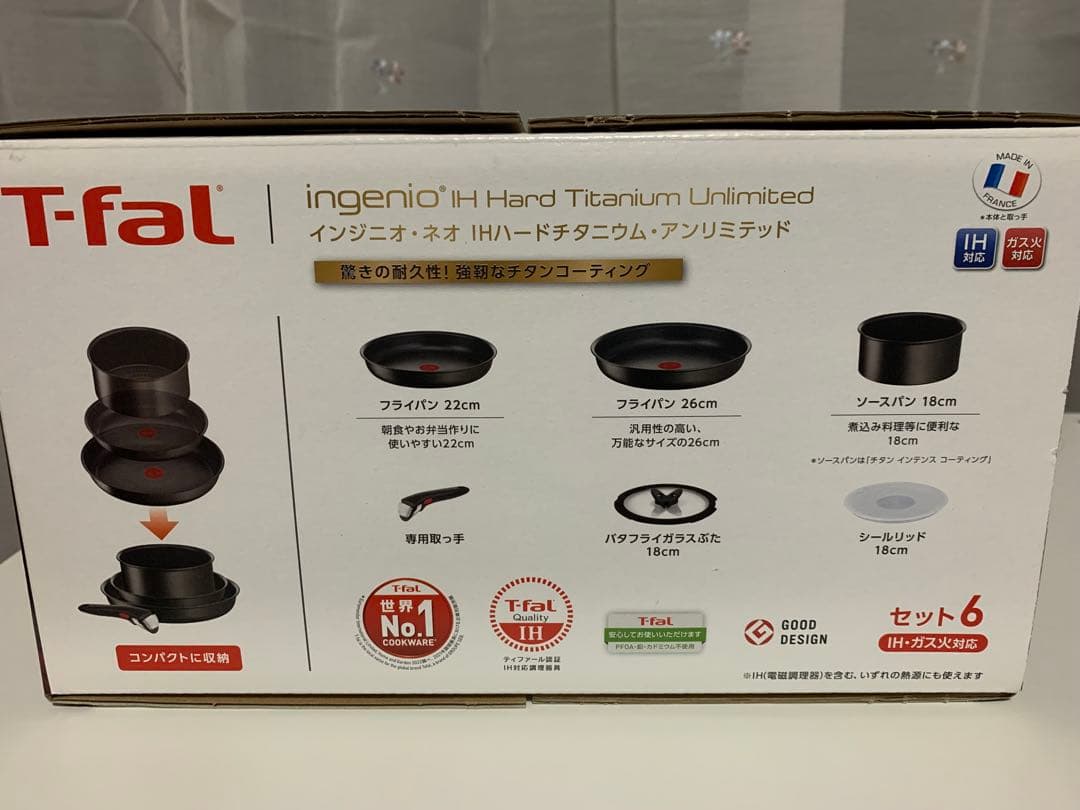 T-fal®
ingenio® IH Hard Titanium Unlimited
インジニオ・ネオ IHハードチタニウム・アンリミテッド
驚きの耐久性! 強靭なチタンコーティング
MADE IN
FRANCE
*本体と取っ手
IH
対応
ガス火
対応
フライパン 22cm
朝食やお弁当作りに
使いやすい22cm
フライパン 26cm
汎用性の高い、
万能なサイズの26cm
ソースパン 18cm
煮込み料理等に便利な
18cm
*ソースパンは「チタン インテンス コーティング」
専用取っ手
バタフライガラスぶた
18cm
シールリッド
18cm
コンパクトに収納
T-fal
世界
No.1
COOKWARE*
T-fal
Quality
IH
ティファール認証
IH対応調理器具
T-fal
安心してお使いいただけます
PFOA・鉛・カドミウム不使用
GOOD
DESIGN
セット6
IH・ガス火対応
※IH(電磁調理器)を含む、いずれの熱源にも使えます